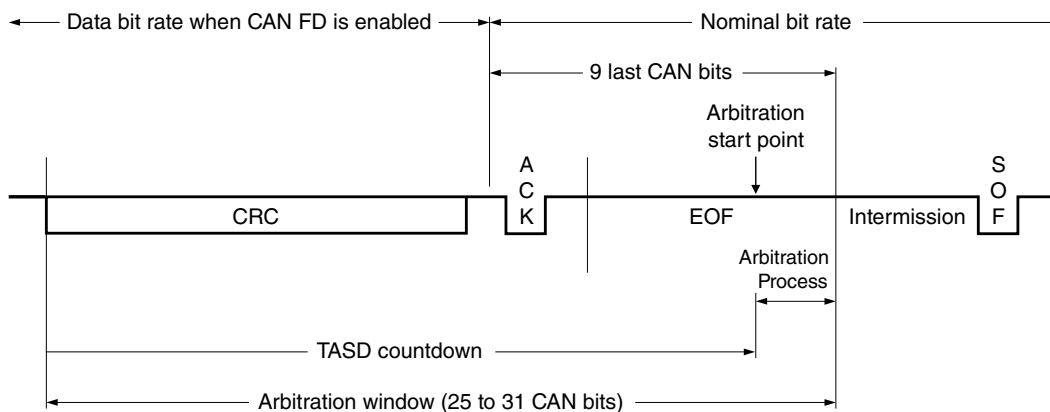 Data bit rate when CAN FD is enabled
Nominal bit rate
9 last CAN bits
Arbitration
start point
A
C
K
S
O
F
CRC
EOF
Intermission
Arbitration
Process
TASD countdown
Arbitration window (25 to 31 CAN bits)